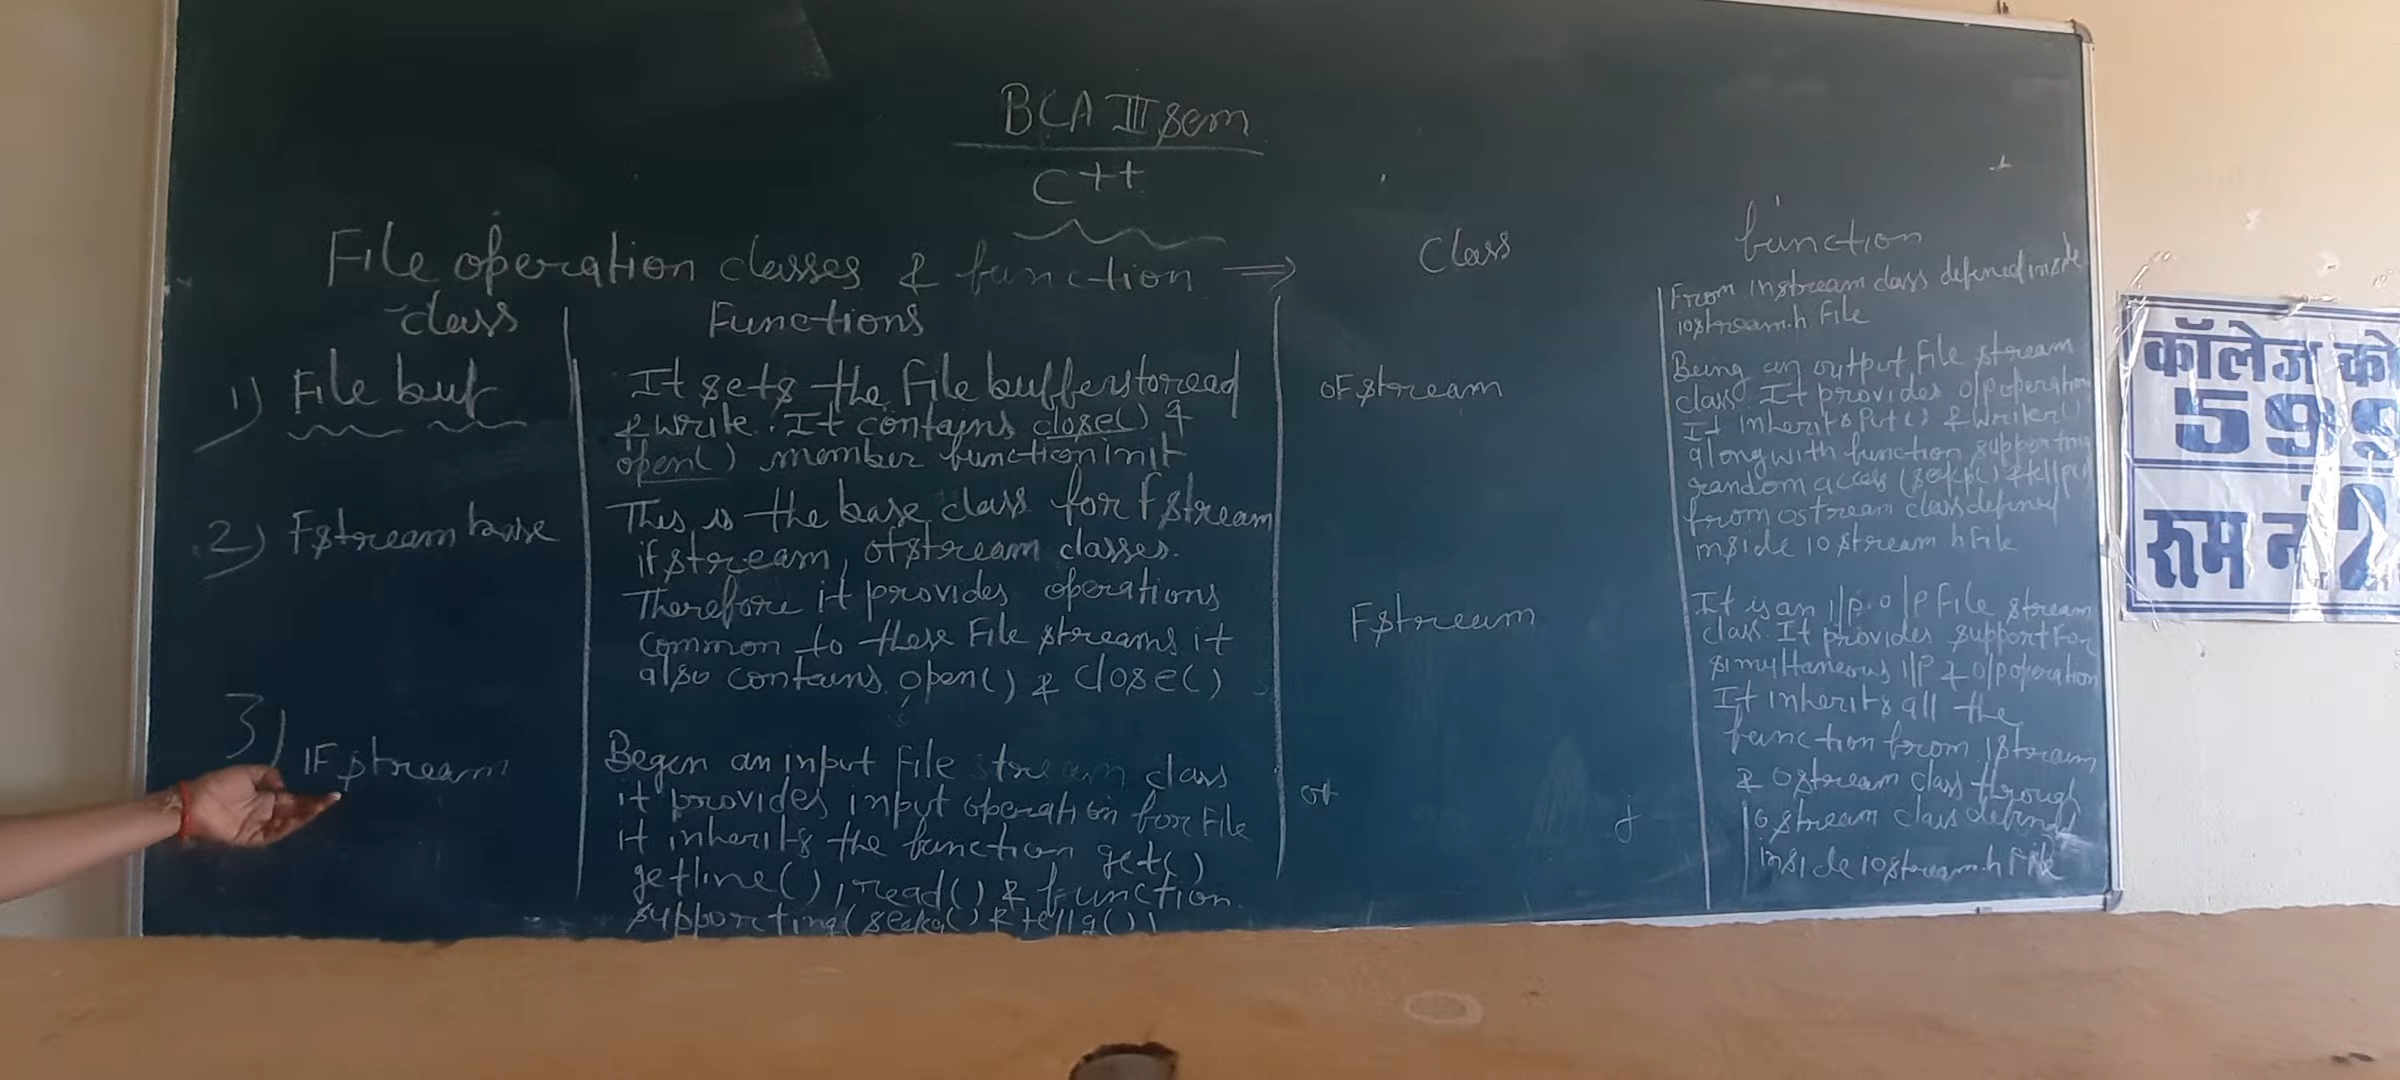 BCA III sem
C++
File operation classes & function ⇒
class Functions
1) File buf It sets the file buffers to read
& write. It contains close() &
open() member function in it
2) Fstream base This is the base class for fstream
ifstream, ofstream classes.
Therefore it provides operations
common to these File streams it
also contains open() & close()
3) IFstream Began an input File stream class
it provides input operation for File
it inherits the function get()
getline(), read() & function
supporting (seekg() & tellg())
Class function
From instream class defined inside
iostream.h File
OFstream Being an output File stream
class. It provides o/p operation
It inherits Put() & Writer()
along with function supporting
random access (seekp() & tellp()
from ostream class defined
inside iostream h File
Fstream It is an i/p. o/p File stream
class. It provides support For
simultaneous i/p & o/p operation
It inherits all the
function from istream
& ostream class through
iostream class defined
inside iostream.h File
कॉलेज को
599
रूम नं 2